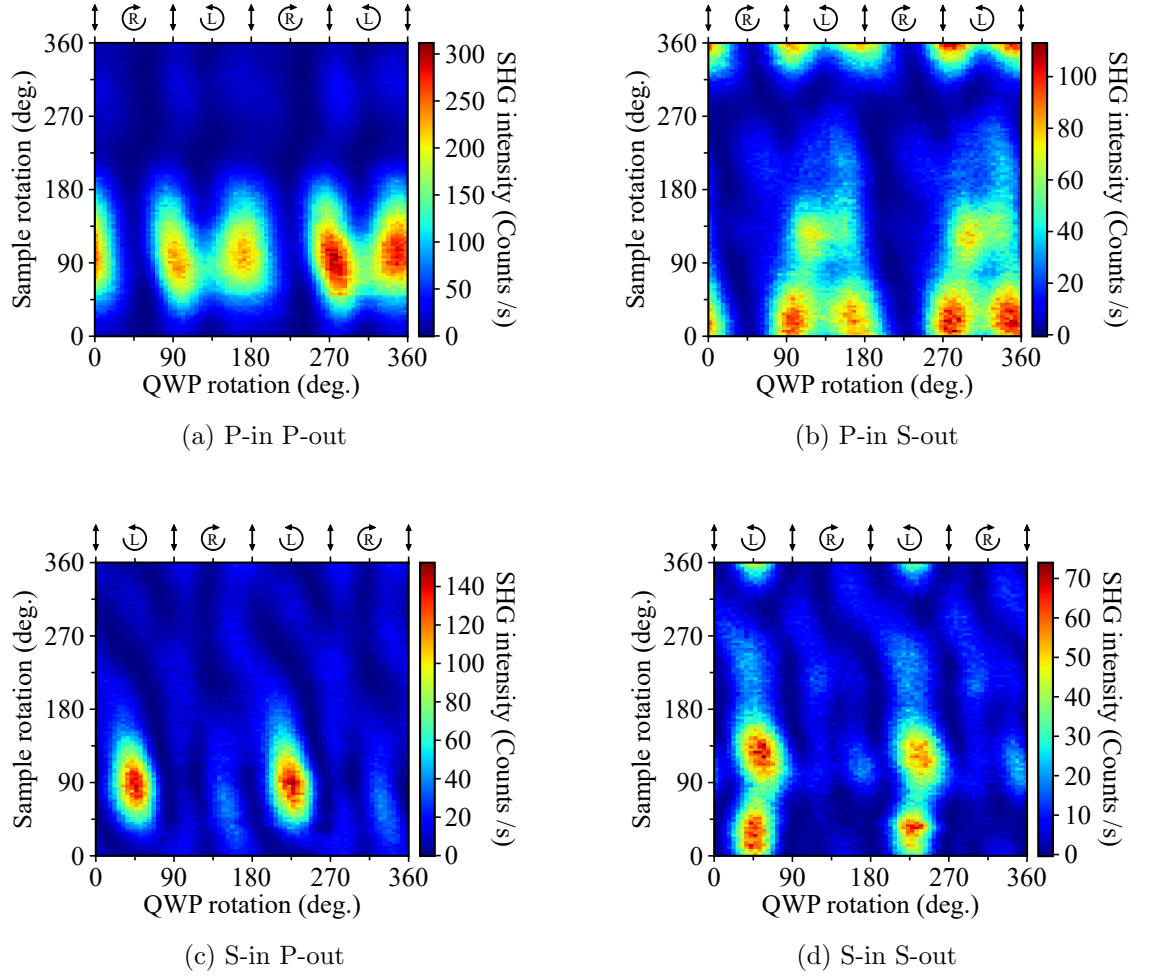 R L R L
360
270
180
90
0
0 90 180 270 360
Sample rotation (deg.)
QWP rotation (deg.)
300
250
200
150
100
50
0
SHG intensity (Counts /s)
(a) P-in P-out
R L R L
360
270
180
90
0
0 90 180 270 360
Sample rotation (deg.)
QWP rotation (deg.)
100
80
60
40
20
0
SHG intensity (Counts /s)
(b) P-in S-out
L R L R
360
270
180
90
0
0 90 180 270 360
Sample rotation (deg.)
QWP rotation (deg.)
140
120
100
80
60
40
20
0
SHG intensity (Counts /s)
(c) S-in P-out
L R L R
360
270
180
90
0
0 90 180 270 360
Sample rotation (deg.)
QWP rotation (deg.)
70
60
50
40
30
20
10
0
SHG intensity (Counts /s)
(d) S-in S-out